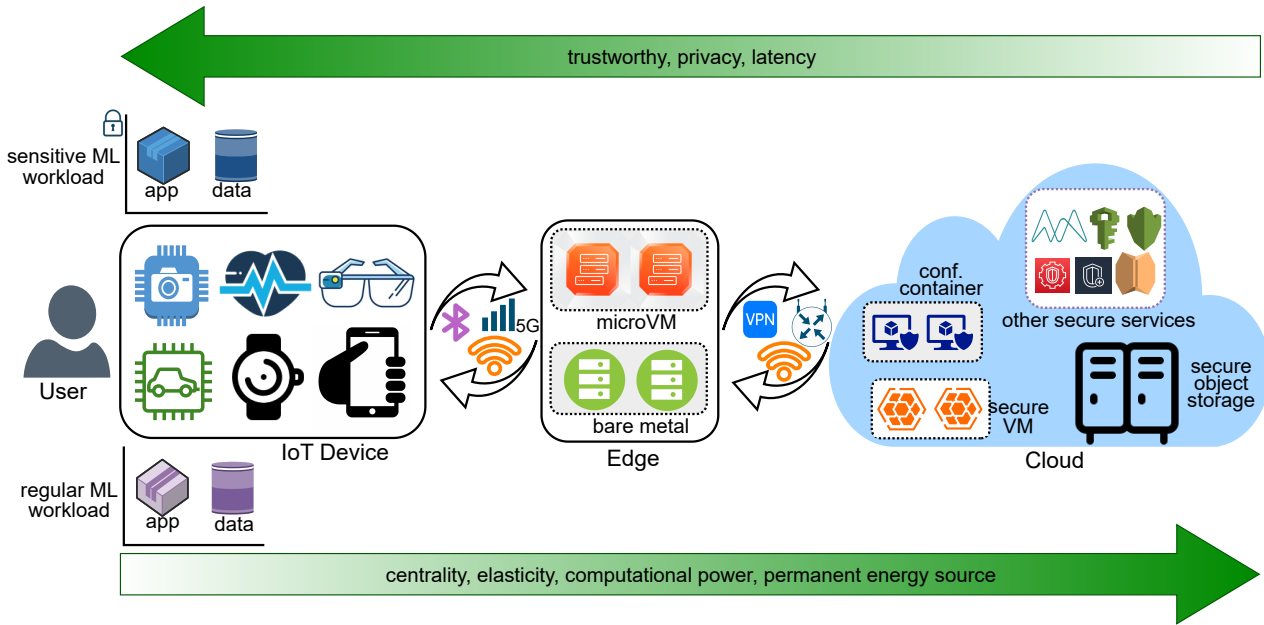 trustworthy, privacy, latency
sensitive ML
workload
app
data
User
IoT Device
5G
microVM
bare metal
Edge
VPN
conf.
container
other secure services
secure
VM
secure
object
storage
Cloud
regular ML
workload
app
data
centrality, elasticity, computational power, permanent energy source